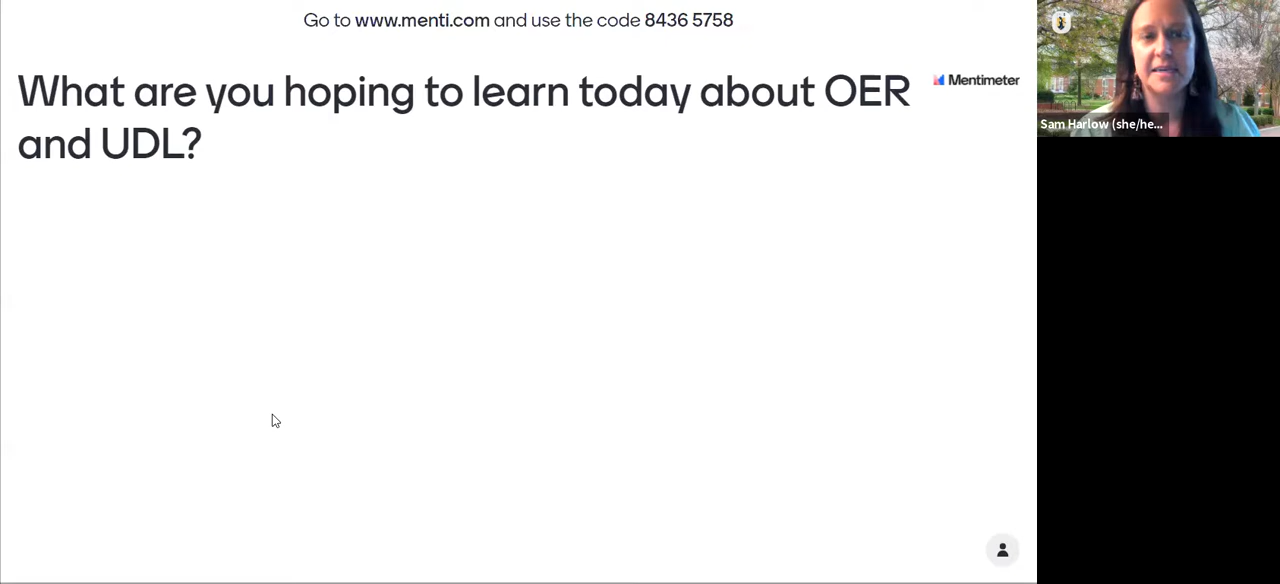 Go to www.menti.com and use the code 8436 5758
What are you hoping to learn today about OER
and UDL?
Mentimeter
Sam Harlow (she/he...